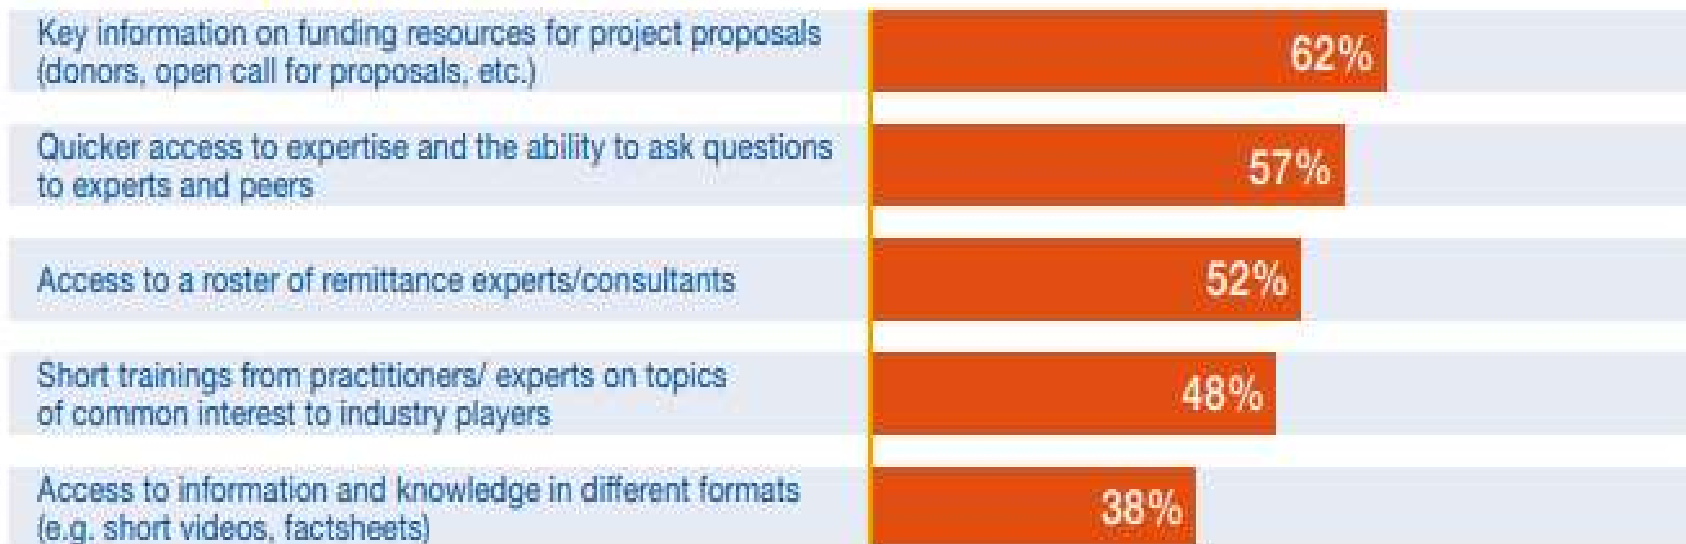 Key information on funding resources for project proposals
(donors, open call for proposals, etc.)
62%
Quicker access to expertise and the ability to ask questions
to experts and peers
57%
Access to a roster of remittance experts/consultants
52%
Short trainings from practitioners/ experts on topics
of common interest to industry players
48%
Access to information and knowledge in different formats
(e.g. short videos, factsheets)
38%